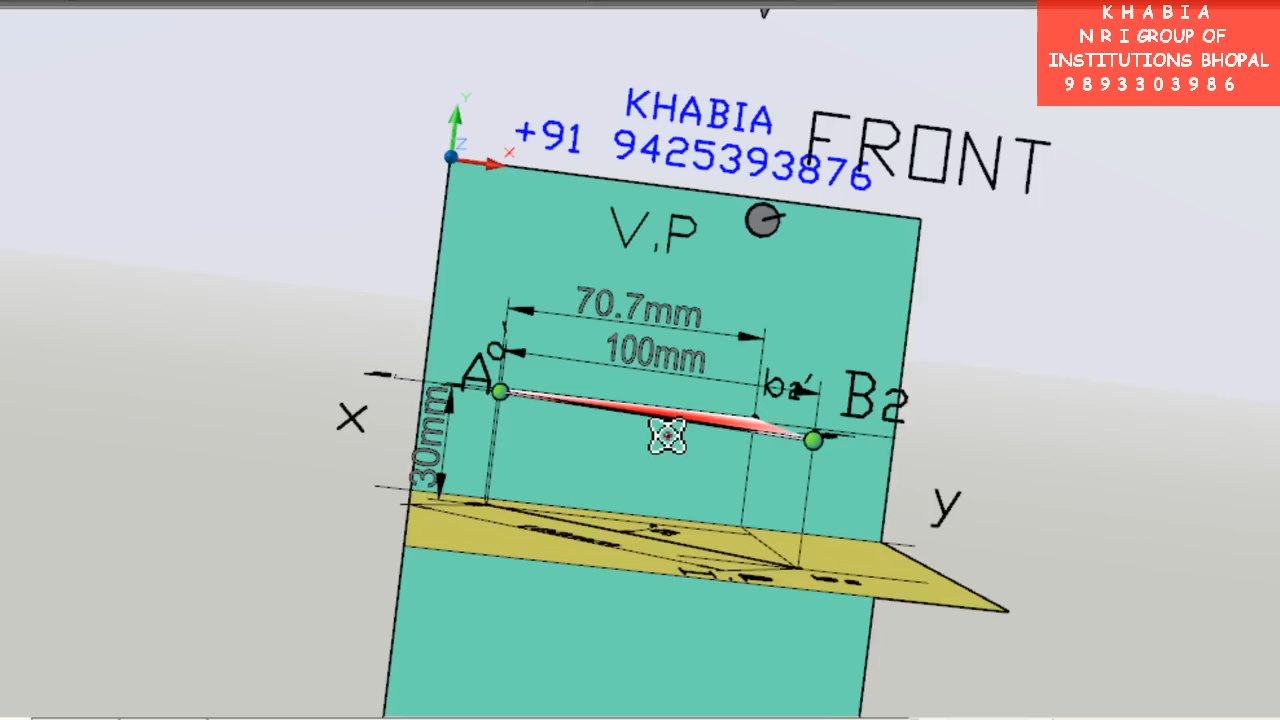 K H A B I A
N R I GROUP OF
INSTITUTIONS BHOPAL
9 8 9 3 3 0 3 9 8 6
Y
Z
X
KHABIA
+91 9425393876
FRONT
V.P
70.7mm
100mm
A
b2'
B2
x
30mm
y